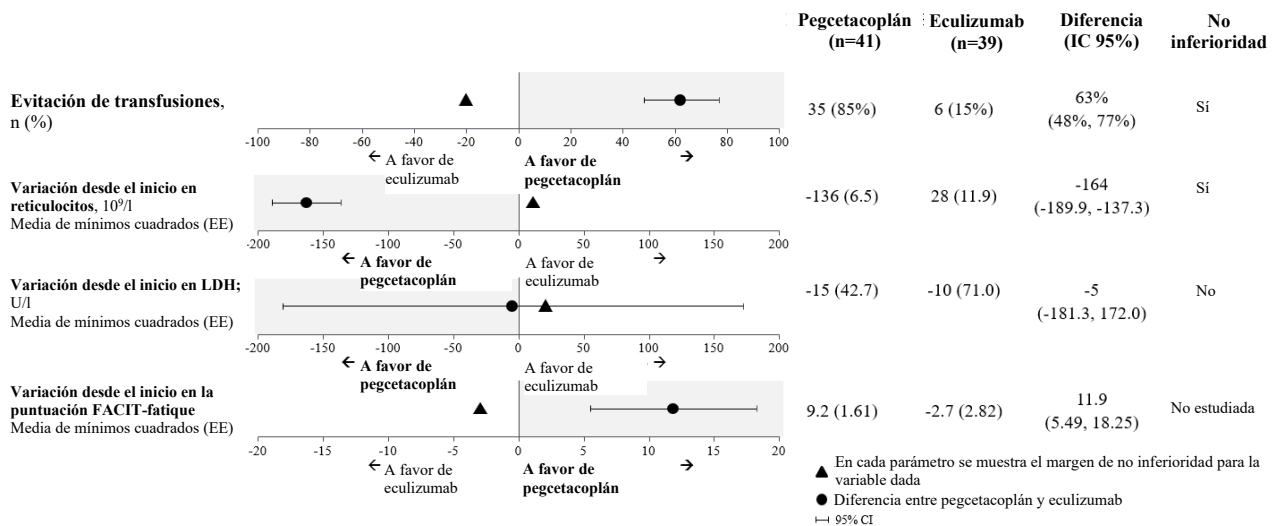 Pegcetacoplán Eculizumab Diferencia No
(n=41) (n=39) (IC 95%) inferioridad
Evitación de transfusiones,
n (%)
35 (85%) 6 (15%) 63% Sí
(48%, 77%)
-100 -80 -60 -40 -20 0 20 40 60 80 100
← A favor de eculizumab A favor de pegcetacoplán →
Variación desde el inicio en
reticulocitos, 10⁹/l
Media de mínimos cuadrados (EE)
-136 (6.5) 28 (11.9) -164 Sí
(-189.9, -137.3)
-200 -150 -100 -50 0 50 100 150 200
← A favor de pegcetacoplán A favor de eculizumab →
Variación desde el inicio en LDH;
U/l
Media de mínimos cuadrados (EE)
-15 (42.7) -10 (71.0) -5 No
(-181.3, 172.0)
-200 -150 -100 -50 0 50 100 150 200
← A favor de pegcetacoplán A favor de eculizumab →
Variación desde el inicio en la
puntuación FACIT-fatique
Media de mínimos cuadrados (EE)
9.2 (1.61) -2.7 (2.82) 11.9 No estudiada
(5.49, 18.25)
-20 -15 -10 -5 0 5 10 15 20
← A favor de eculizumab A favor de pegcetacoplán →
▲ En cada parámetro se muestra el margen de no inferioridad para la
variable dada
● Diferencia entre pegcetacoplán y eculizumab
95% CI